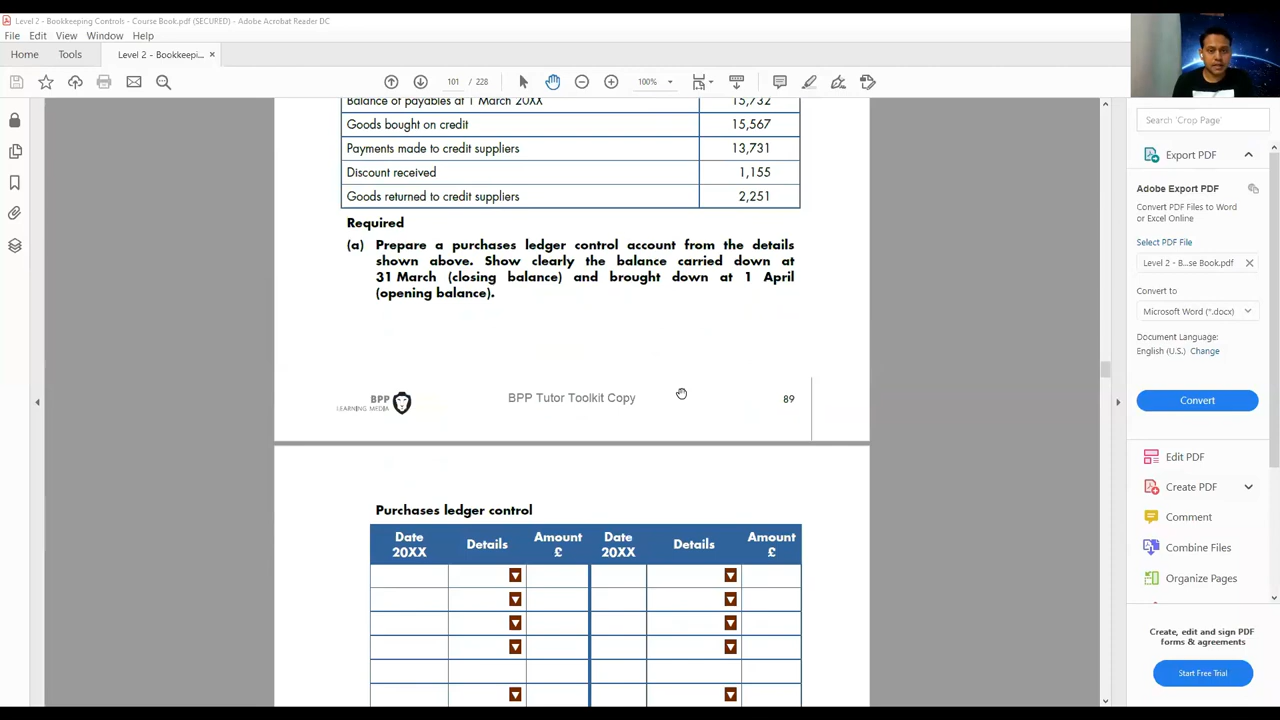 Level 2 - Bookkeeping Controls - Course Book.pdf (SECURED) - Adobe Acrobat Reader DC
File Edit View Window Help
Home Tools Level 2 - Bookkeepi... ×
101 / 228 100%
Balance of payables at 1 March 20XX 15,732
Goods bought on credit 15,567
Payments made to credit suppliers 13,731
Discount received 1,155
Goods returned to credit suppliers 2,251
Required
(a) Prepare a purchases ledger control account from the details
shown above. Show clearly the balance carried down at
31 March (closing balance) and brought down at 1 April
(opening balance).
BPP
LEARNING MEDIA
BPP Tutor Toolkit Copy
89
Purchases ledger control
Date 20XX Details Amount £ Date 20XX Details Amount £
Search 'Crop Page'
Export PDF
Adobe Export PDF
Convert PDF Files to Word
or Excel Online
Select PDF File
Level 2 - B...se Book.pdf ×
Convert to
Microsoft Word (*.docx)
Document Language:
English (U.S.) Change
Convert
Edit PDF
Create PDF
Comment
Combine Files
Organize Pages
Create, edit and sign PDF
forms & agreements
Start Free Trial